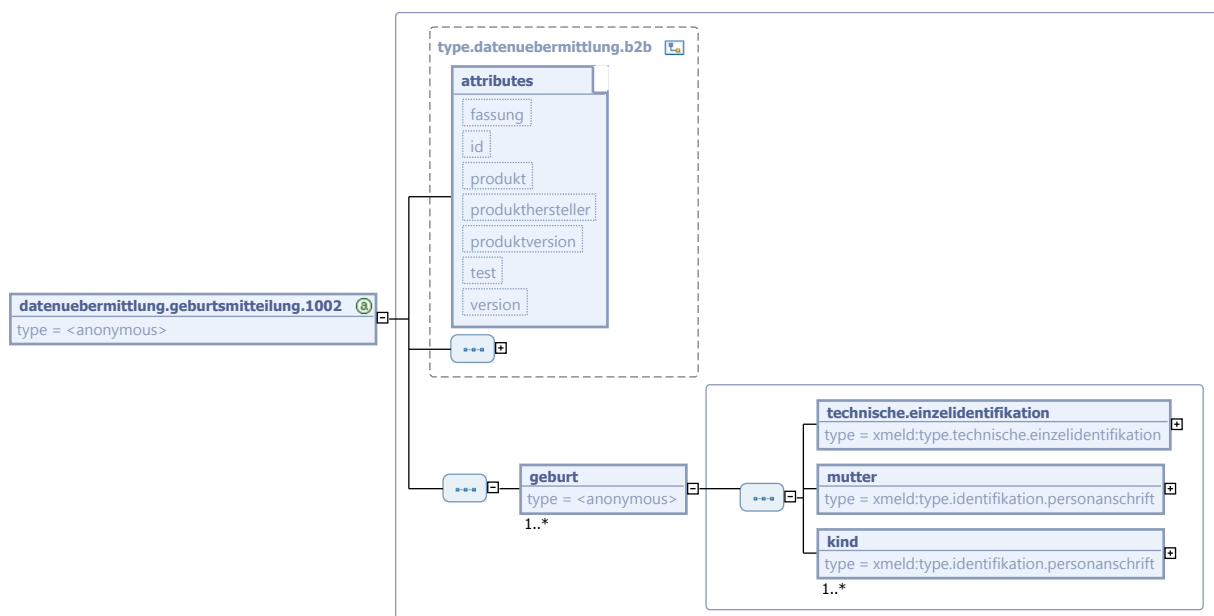 type.datenuebermittlung.b2b
attributes
fassung
id
produkt
produkthersteller
produktversion
test
version
datenuebermittlung.geburtsmitteilung.1002 a
type = <anonymous>
geburt
type = <anonymous>
1..*
technische.einzelidentifikation
type = xmeld:type.technische.einzelidentifikation
mutter
type = xmeld:type.identifikation.personanschrift
kind
type = xmeld:type.identifikation.personanschrift
1..*